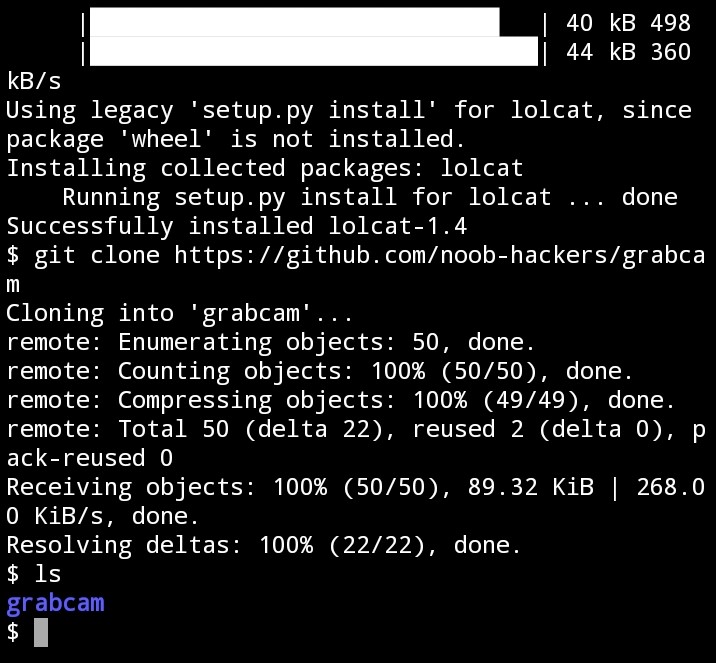 | | 40 kB 498
| | 44 kB 360
kB/s
Using legacy 'setup.py install' for lolcat, since
package 'wheel' is not installed.
Installing collected packages: lolcat
    Running setup.py install for lolcat ... done
Successfully installed lolcat-1.4
$ git clone https://github.com/noob-hackers/grabca
m
Cloning into 'grabcam'...
remote: Enumerating objects: 50, done.
remote: Counting objects: 100% (50/50), done.
remote: Compressing objects: 100% (49/49), done.
remote: Total 50 (delta 22), reused 2 (delta 0), p
ack-reused 0
Receiving objects: 100% (50/50), 89.32 KiB | 268.0
0 KiB/s, done.
Resolving deltas: 100% (22/22), done.
$ ls
grabcam
$